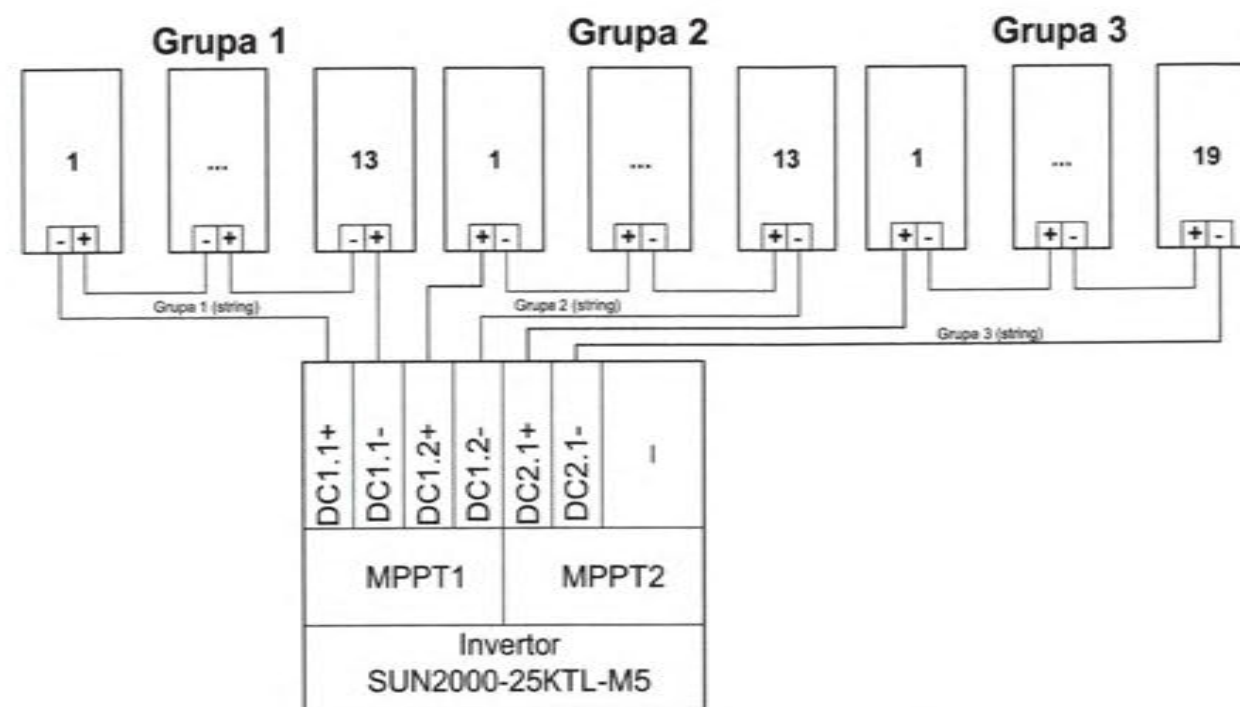 Grupa 1
Grupa 2
Grupa 3
1
...
13
1
...
13
1
...
19
- +
- +
- +
+ -
+ -
+ -
+ -
+ -
+ -
Grupa 1 (string)
Grupa 2 (string)
Grupa 3 (string)
DC1.1+
DC1.1-
DC1.2+
DC1.2-
DC2.1+
DC2.1-
I
MPPT1
MPPT2
Invertor
SUN2000-25KTL-M5